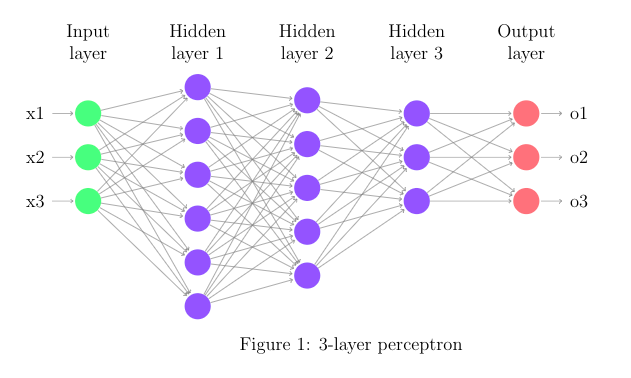 Input layer
Hidden layer 1
Hidden layer 2
Hidden layer 3
Output layer
x1
x2
x3
o1
o2
o3
Figure 1: 3-layer perceptron